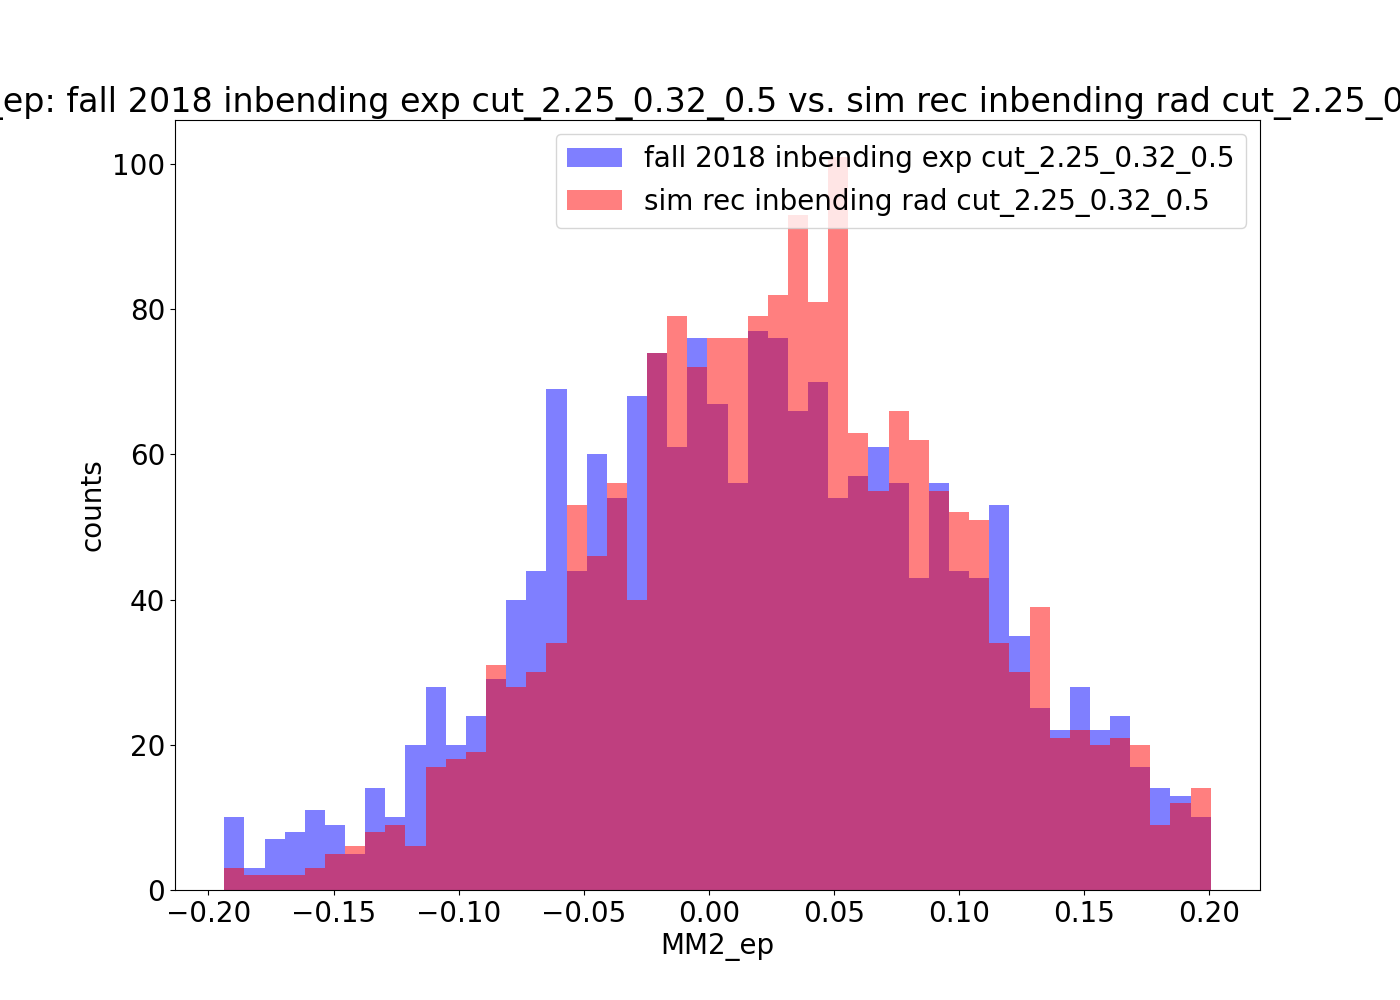 _ep: fall 2018 inbending exp cut_2.25_0.32_0.5 vs. sim rec inbending rad cut_2.25_0
fall 2018 inbending exp cut_2.25_0.32_0.5
sim rec inbending rad cut_2.25_0.32_0.5
100
80
60
40
20
0
counts
−0.20 −0.15 −0.10 −0.05 0.00 0.05 0.10 0.15 0.20
MM2_ep